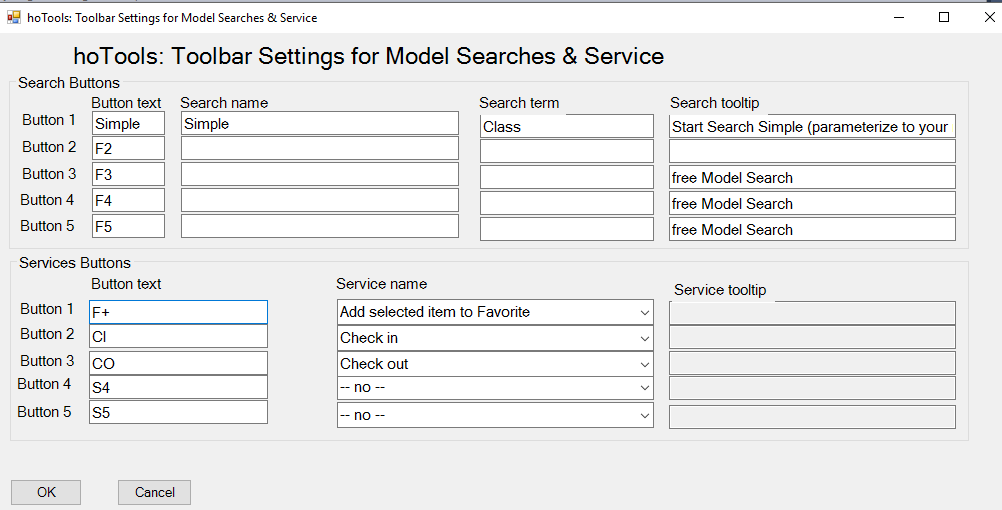 hoTools: Toolbar Settings for Model Searches & Service
hoTools: Toolbar Settings for Model Searches & Service
Search Buttons
Button text Search name Search term Search tooltip
Button 1 Simple Simple Class Start Search Simple (parameterize to your
Button 2 F2
Button 3 F3 free Model Search
Button 4 F4 free Model Search
Button 5 F5 free Model Search
Services Buttons
Button text Service name Service tooltip
Button 1 F+ Add selected item to Favorite
Button 2 CI Check in
Button 3 CO Check out
Button 4 S4 -- no --
Button 5 S5 -- no --
OK Cancel